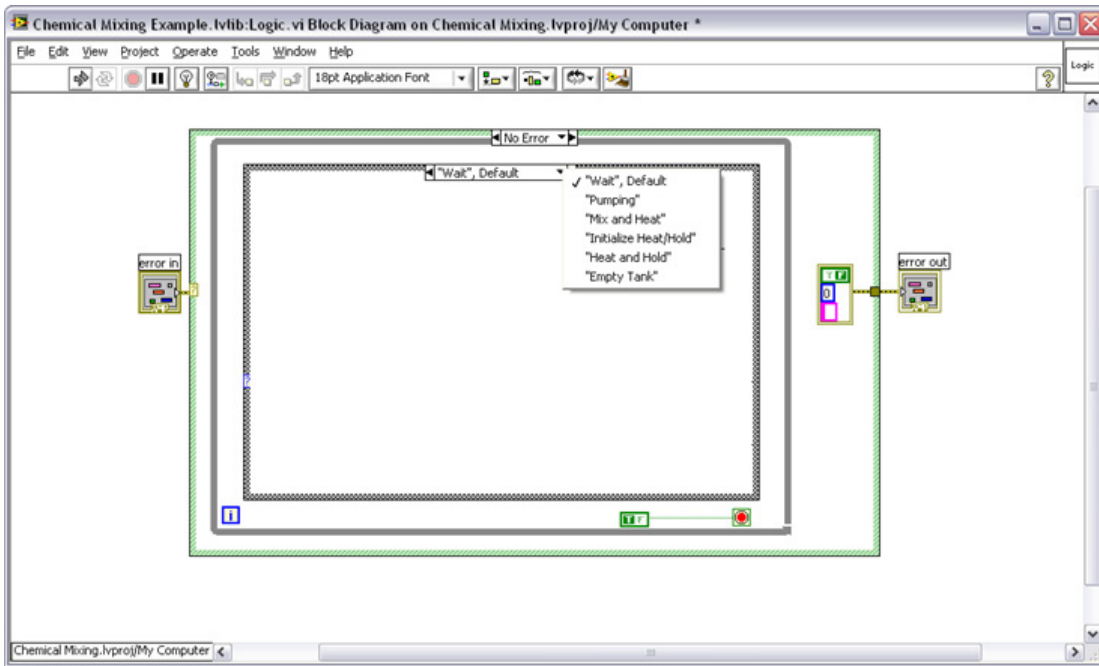 Chemical Mixing Example.lvlib:Logic.vi Block Diagram on Chemical Mixing.lvproj/My Computer *
File Edit View Project Operate Tools Window Help
18pt Application Font
Logic
No Error
"Wait", Default
"Wait", Default
"Pumping"
"Mix and Heat"
"Initialize Heat/Hold"
"Heat and Hold"
"Empty Tank"
error in
error out
T F
0
?
?
i
T F
Chemical Mixing.lvproj/My Computer